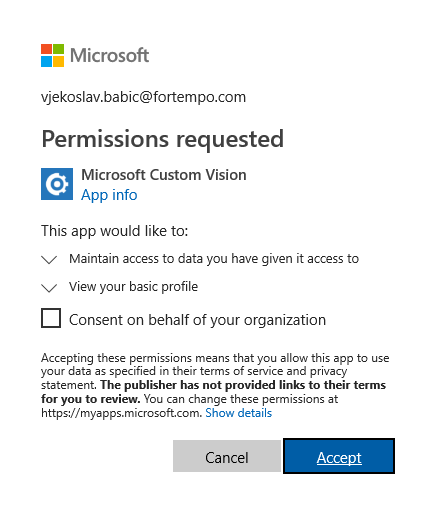 Microsoft
vjekoslav.babic@fortempo.com
Permissions requested
Microsoft Custom Vision
App info
This app would like to:
Maintain access to data you have given it access to
View your basic profile
Consent on behalf of your organization
Accepting these permissions means that you allow this app to use
your data as specified in their terms of service and privacy
statement. The publisher has not provided links to their terms
for you to review. You can change these permissions at
https://myapps.microsoft.com. Show details
Cancel
Accept